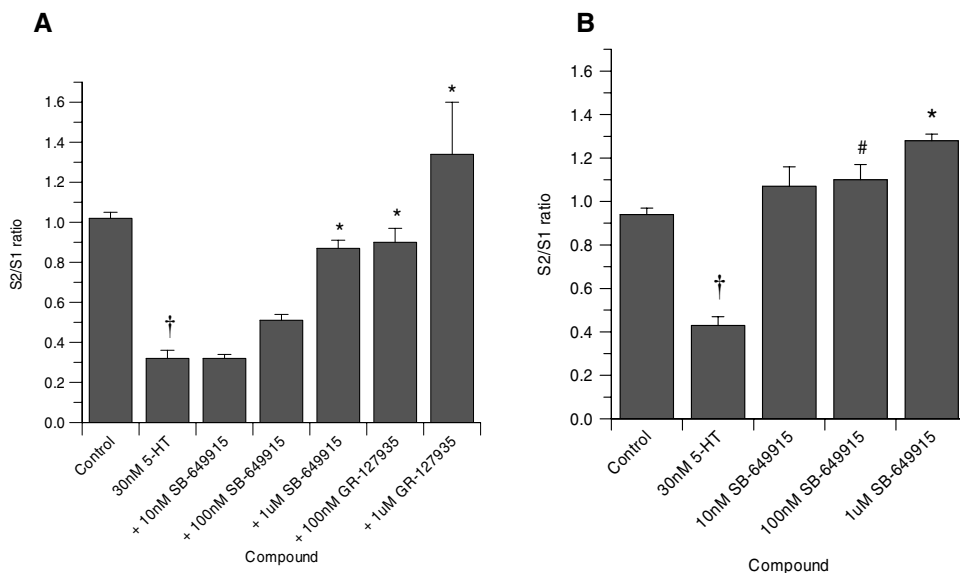 A
S2/S1 ratio
1.6
1.4
1.2
1.0
0.8
0.6
0.4
0.2
0.0
†
*
*
*
Control
30nM 5-HT
+ 10nM SB-649915
+ 100nM SB-649915
+ 1uM SB-649915
+ 100nM GR-127935
+ 1uM GR-127935
Compound
B
S2/S1 ratio
1.6
1.4
1.2
1.0
0.8
0.6
0.4
0.2
0.0
†
#
*
Control
30nM 5-HT
10nM SB-649915
100nM SB-649915
1uM SB-649915
Compound